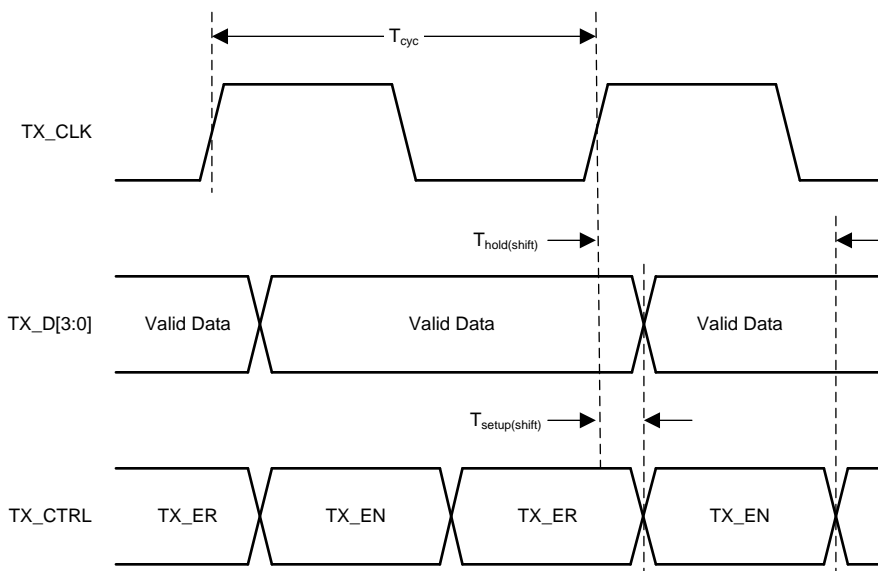 Tcyc
TX_CLK
Thold(shift)
TX_D[3:0]
Valid Data
Valid Data
Valid Data
Tsetup(shift)
TX_CTRL
TX_ER
TX_EN
TX_ER
TX_EN